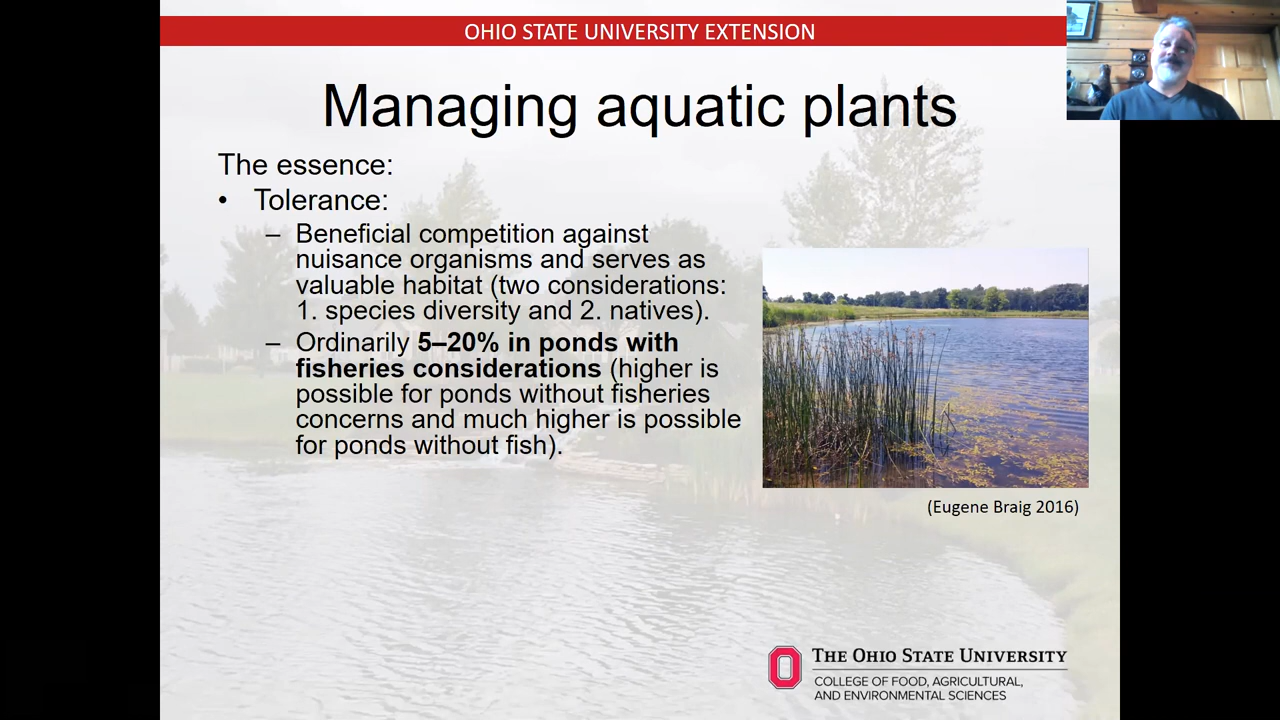 OHIO STATE UNIVERSITY EXTENSION
Managing aquatic plants
The essence:
• Tolerance:
– Beneficial competition against
nuisance organisms and serves as
valuable habitat (two considerations:
1. species diversity and 2. natives).
– Ordinarily 5–20% in ponds with
fisheries considerations (higher is
possible for ponds without fisheries
concerns and much higher is possible
for ponds without fish).
(Eugene Braig 2016)
THE OHIO STATE UNIVERSITY
COLLEGE OF FOOD, AGRICULTURAL,
AND ENVIRONMENTAL SCIENCES